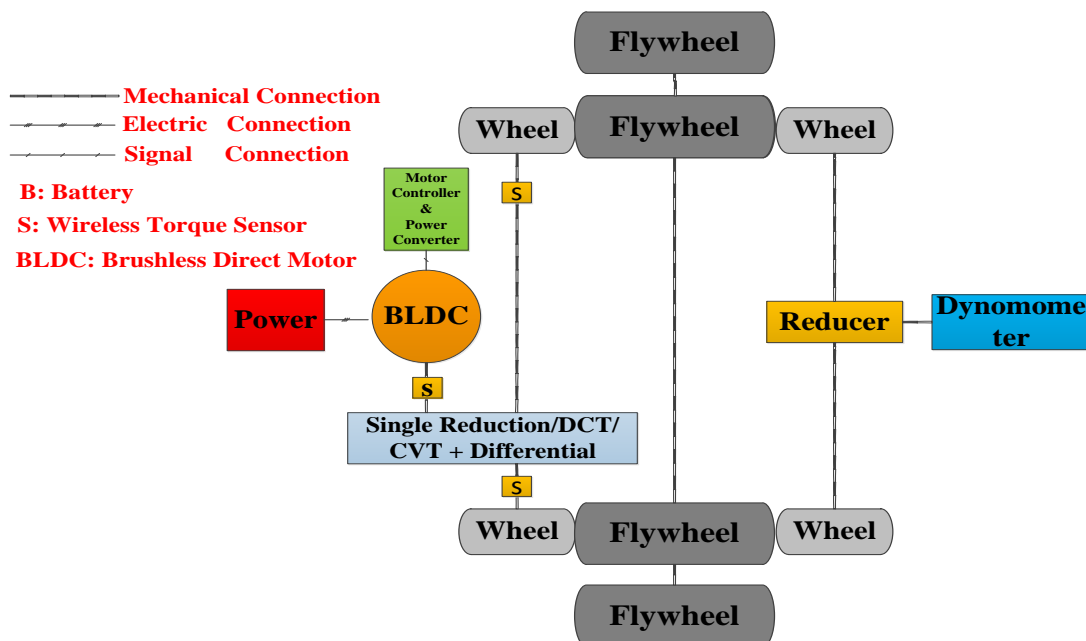 Flywheel
Mechanical Connection
Electric Connection
Signal Connection
Wheel
Flywheel
Wheel
B: Battery
S: Wireless Torque Sensor
BLDC: Brushless Direct Motor
Motor
Controller
&
Power
Converter
S
Power
BLDC
Reducer
Dynomome
ter
s
Single Reduction/DCT/
CVT + Differential
S
Wheel
Flywheel
Wheel
Flywheel